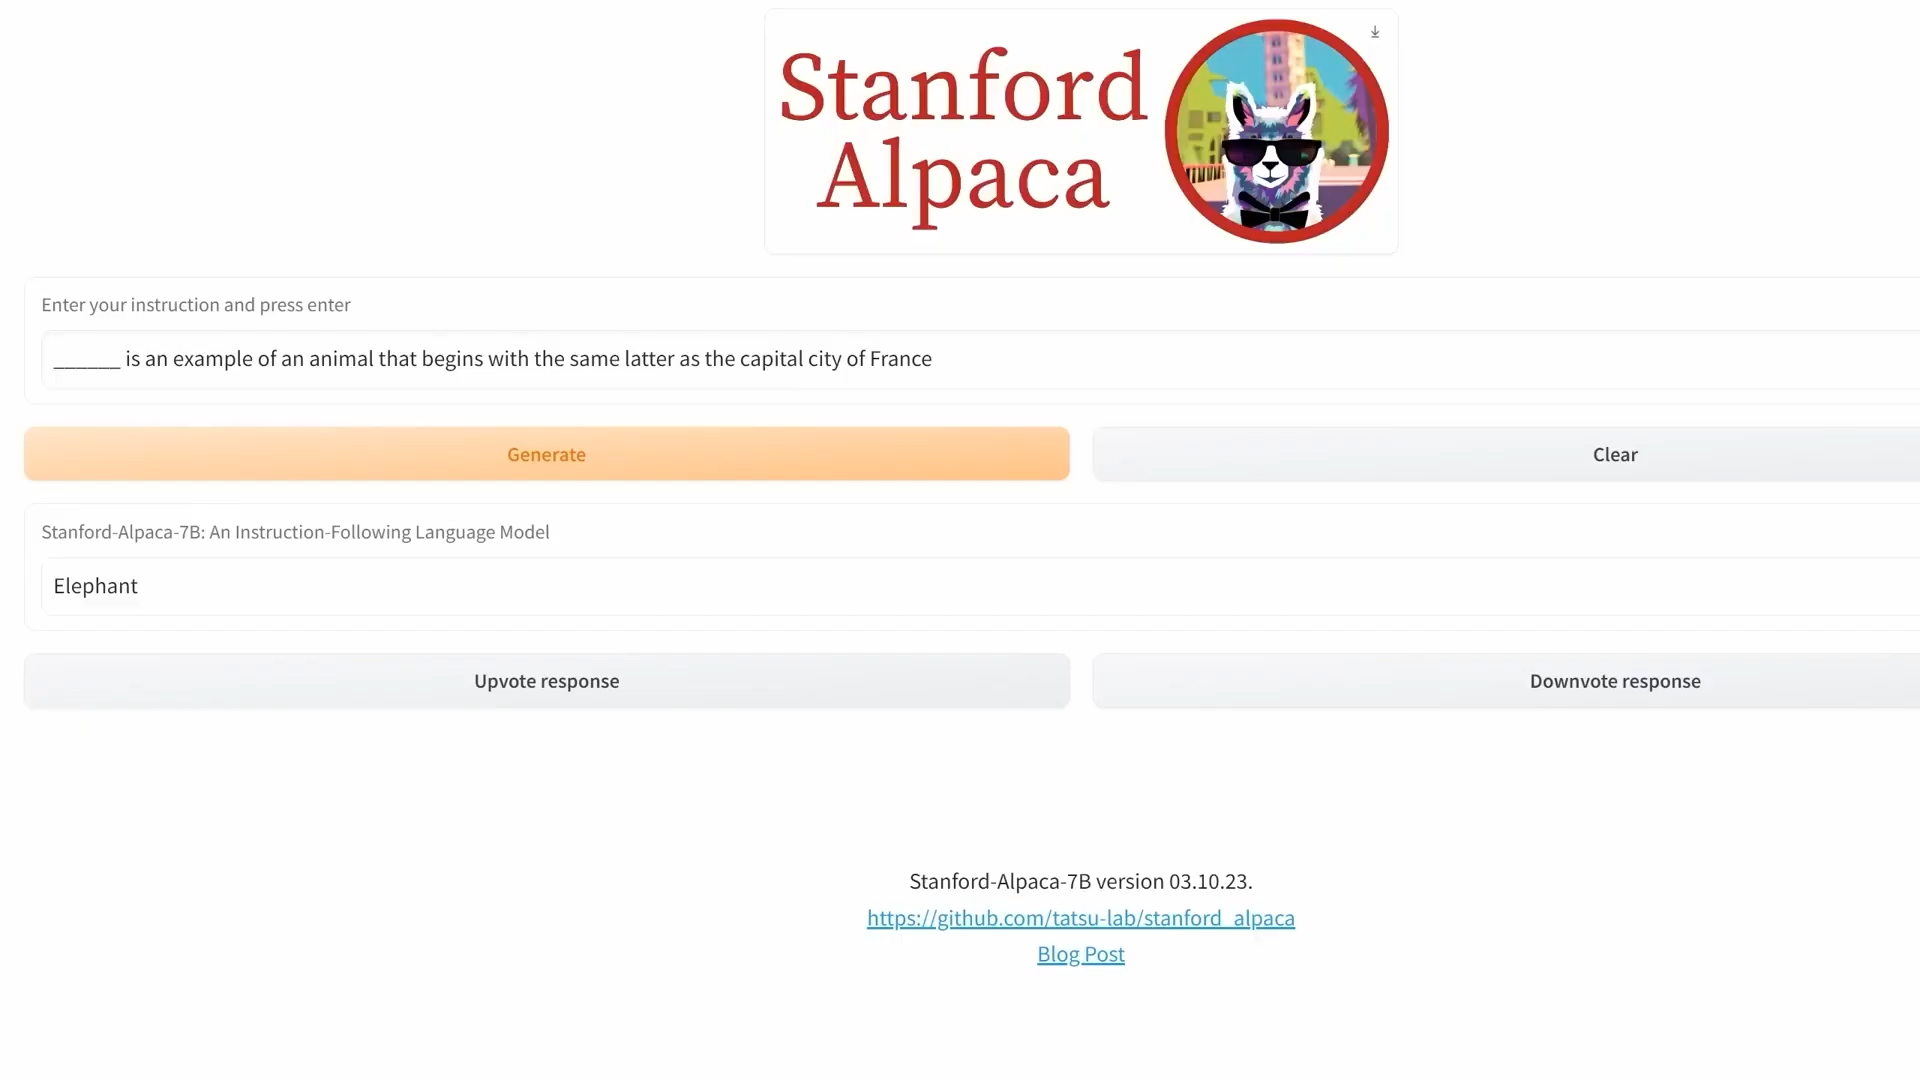 Stanford
Alpaca
Enter your instruction and press enter
______ is an example of an animal that begins with the same latter as the capital city of France
Generate
Clear
Stanford-Alpaca-7B: An Instruction-Following Language Model
Elephant
Upvote response
Downvote response
Stanford-Alpaca-7B version 03.10.23.
https://github.com/tatsu-lab/stanford_alpaca
Blog Post